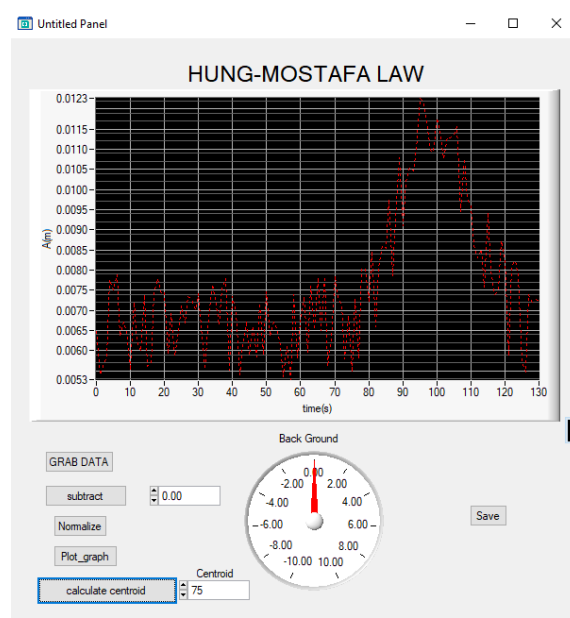 Untitled Panel
HUNG-MOSTAFA LAW
0.0123
0.0115
0.0110
0.0105
0.0100
0.0095
0.0090
0.0085
0.0080
0.0075
0.0070
0.0065
0.0060
0.0053
A(m)
0 10 20 30 40 50 60 70 80 90 100 110 120 130
time(s)
Back Ground
GRAB DATA
subtract 0.00
Normalize
Plot_graph
Centroid
calculate centroid 75
0.00
-2.00 2.00
-4.00 4.00
-6.00 6.00
-8.00 8.00
-10.00 10.00
Save